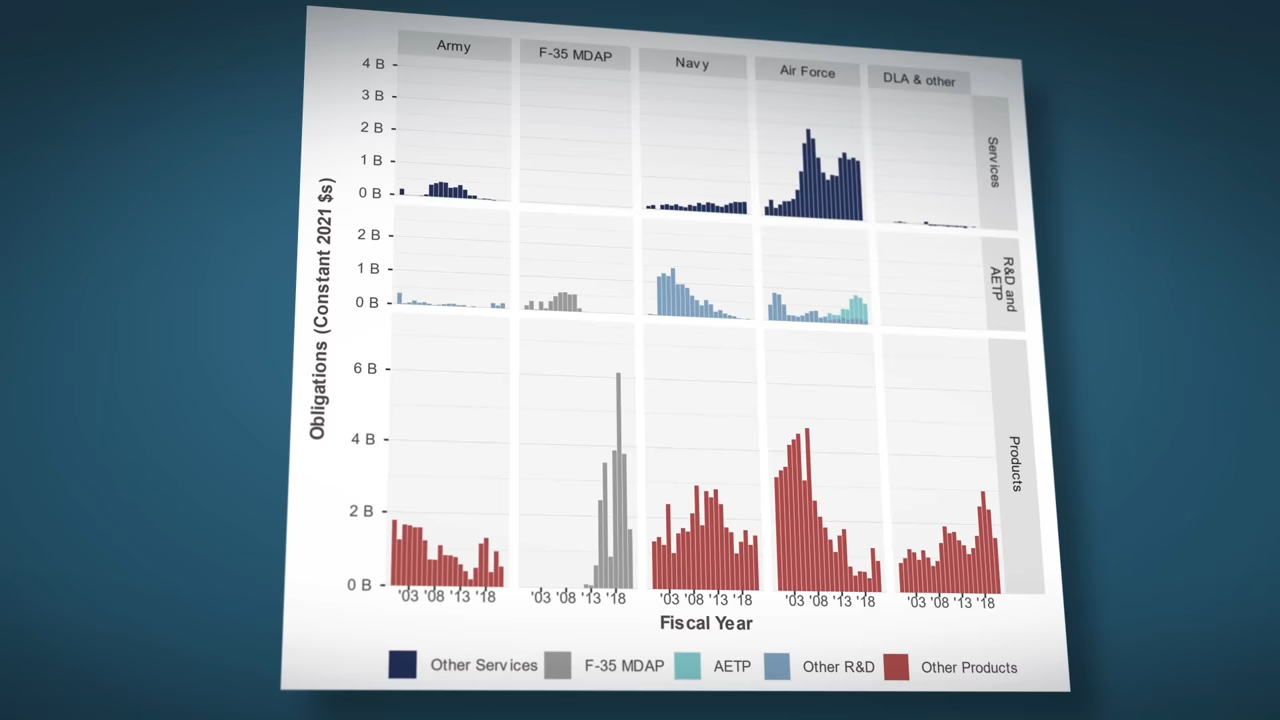 Army F-35 MDAP Navy Air Force DLA & other
4 B
3 B
2 B
1 B
0 B
Services
2 B
1 B
0 B
R&D and
AETP
6 B
4 B
2 B
0 B
Products
Obligations (Constant 2021 $s)
'03 '08 '13 '18 '03 '08 '13 '18 '03 '08 '13 '18 '03 '08 '13 '18 '03 '08 '13 '18
Fiscal Year
Other Services F-35 MDAP AETP Other R&D Other Products